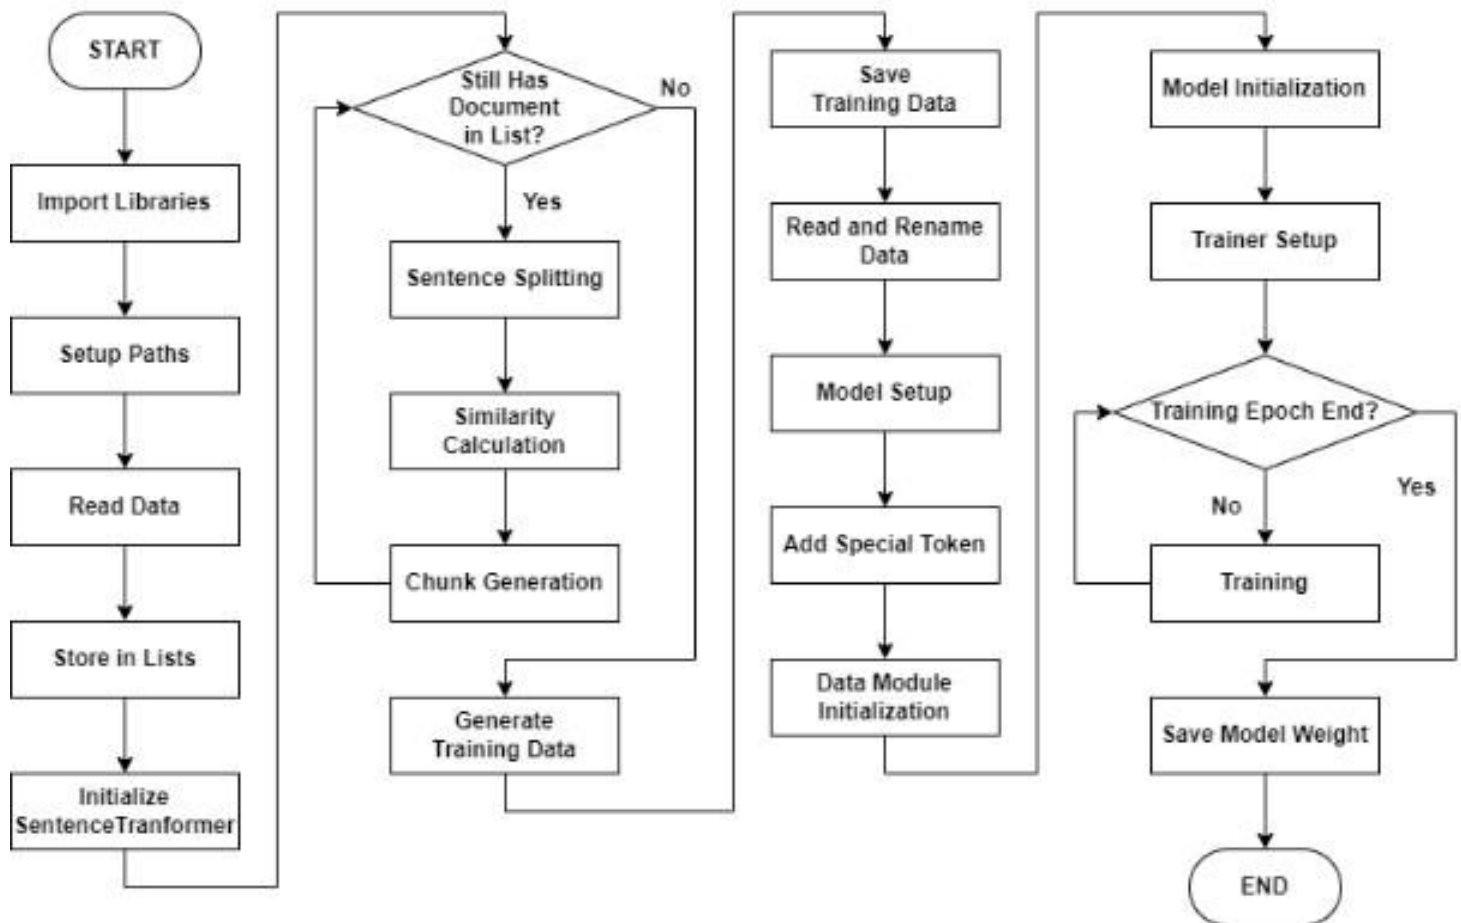 START
Import Libraries
Setup Paths
Read Data
Store in Lists
Initialize
SentenceTranformer
Still Has
Document
in List?
No
Yes
Sentence Splitting
Similarity
Calculation
Chunk Generation
Generate
Training Data
Save
Training Data
Read and Rename
Data
Model Setup
Add Special Token
Data Module
Initialization
Model Initialization
Trainer Setup
Training Epoch End?
Yes
No
Training
Save Model Weight
END